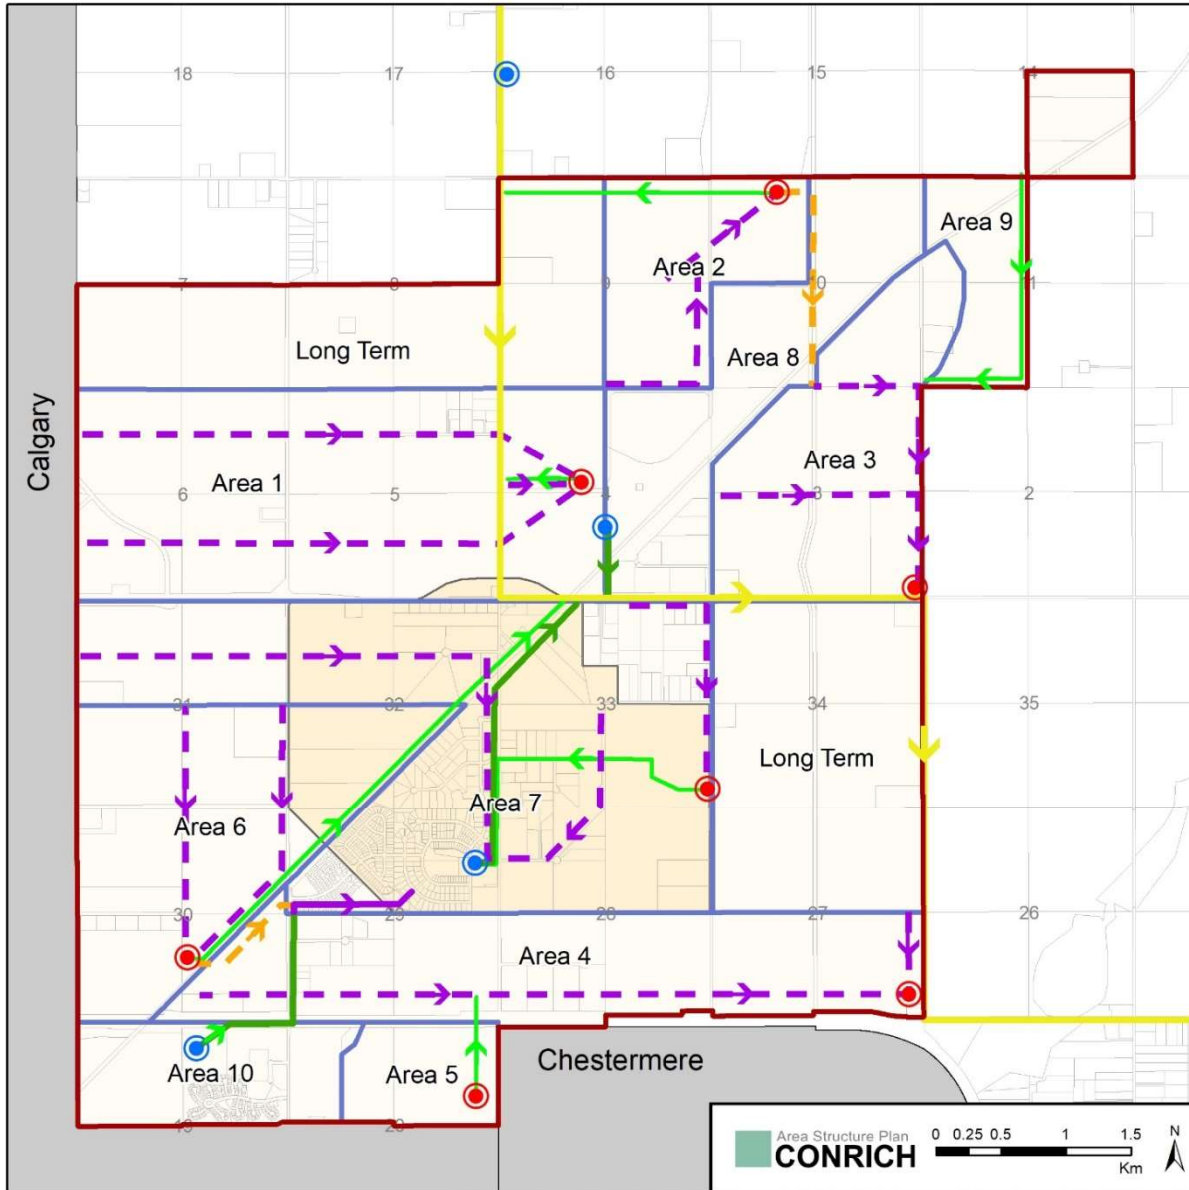 18
17
16
15
14
Area 9
Area 2
7
8
9
10
11
Long Term
Area 8
Calgary
Area 3
Area 1
6
5
4
3
2
31
32
33
34
35
Long Term
Area 7
Area 6
30
29
28
27
26
Area 4
Chestermere
Area 10
Area 5
19
20
Area Structure Plan
CONRICH
0 0.25 0.5 1 1.5
Km
N